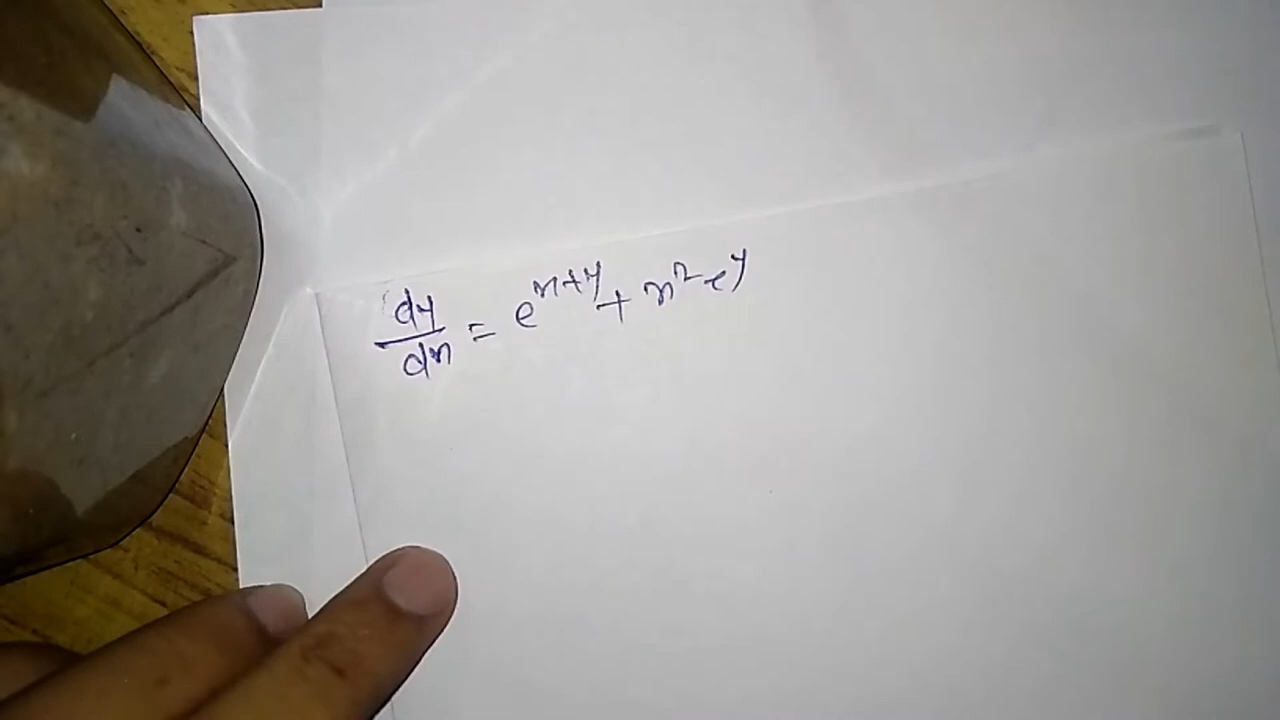 dy/dx = e^{x+y} + x^2 e^y